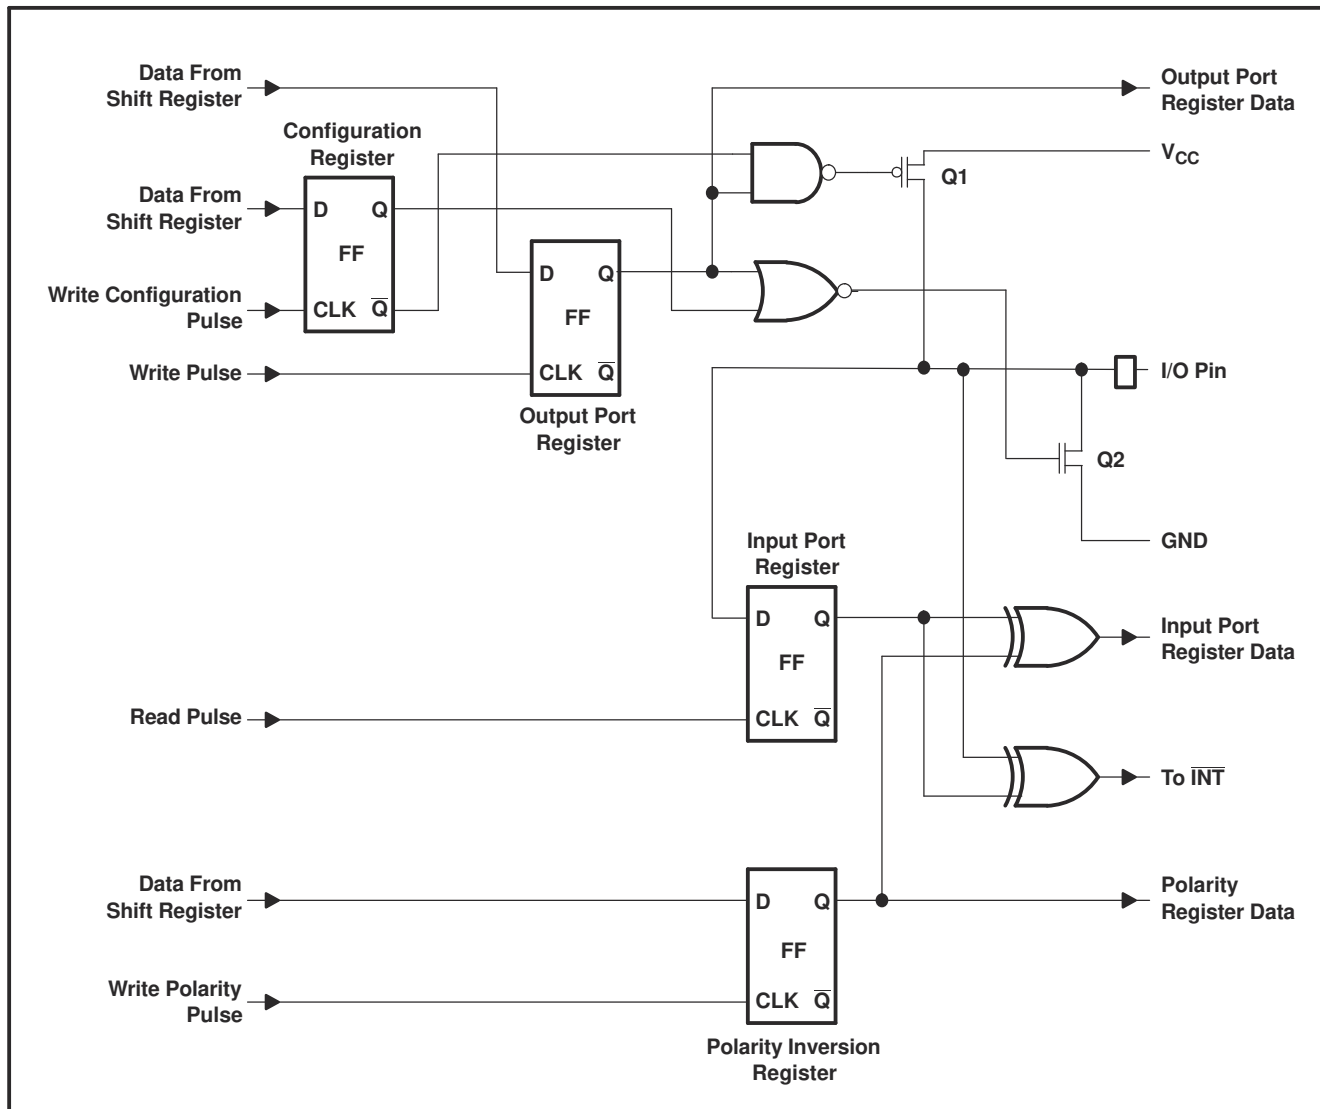 Data From
Shift Register
Output Port
Register Data
Configuration
Register
VCC
Q1
Data From
Shift Register
D
Q
FF
CLK
Q̅
Write Configuration
Pulse
D
Q
FF
CLK
Q̅
Write Pulse
Output Port
Register
I/O Pin
Q2
GND
Input Port
Register
D
Q
FF
CLK
Q̅
Input Port
Register Data
Read Pulse
To I̅N̅T̅
Data From
Shift Register
D
Q
FF
CLK
Q̅
Polarity
Register Data
Write Polarity
Pulse
Polarity Inversion
Register